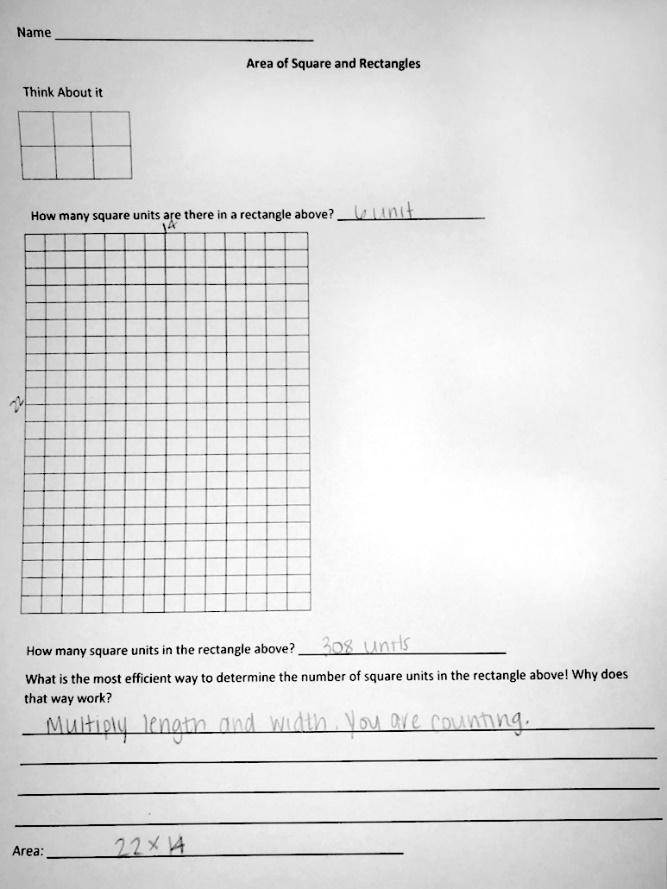 Name
Area of Square and Rectangles
Think About it
How many square units are there in a rectangle above? 6 unit
14
22
How many square units in the rectangle above? 308 units
What is the most efficient way to determine the number of square units in the rectangle above! Why does
that way work?
Multiply length and width. You are counting.
Area: 22 x 14